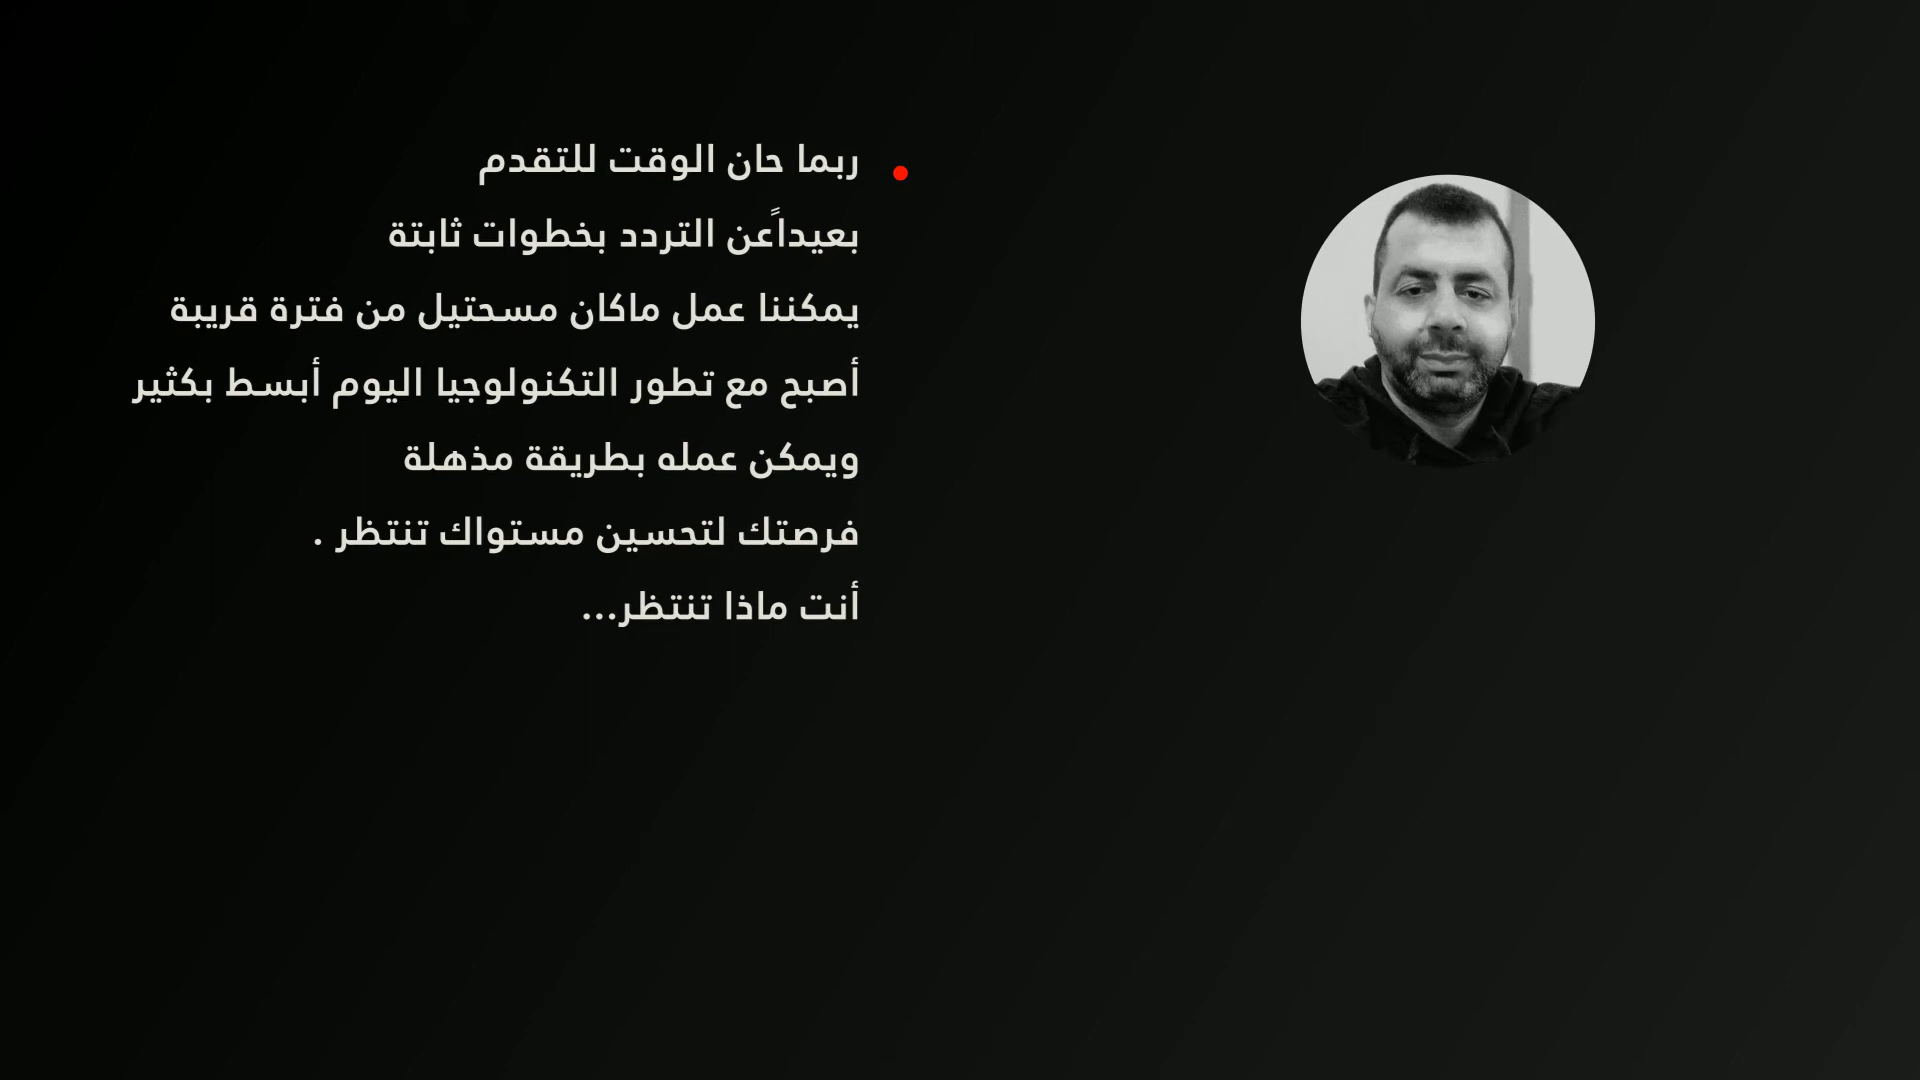 ربما حان الوقت للتقدم
بعيداًعن التردد بخطوات ثابتة
يمكننا عمل ماكان مسحتيل من فترة قريبة
أصبح مع تطور التكنولوجيا اليوم أبسط بكثير
ويمكن عمله بطريقة مذهلة
فرصتك لتحسين مستواك تنتظر .
أنت ماذا تنتظر...